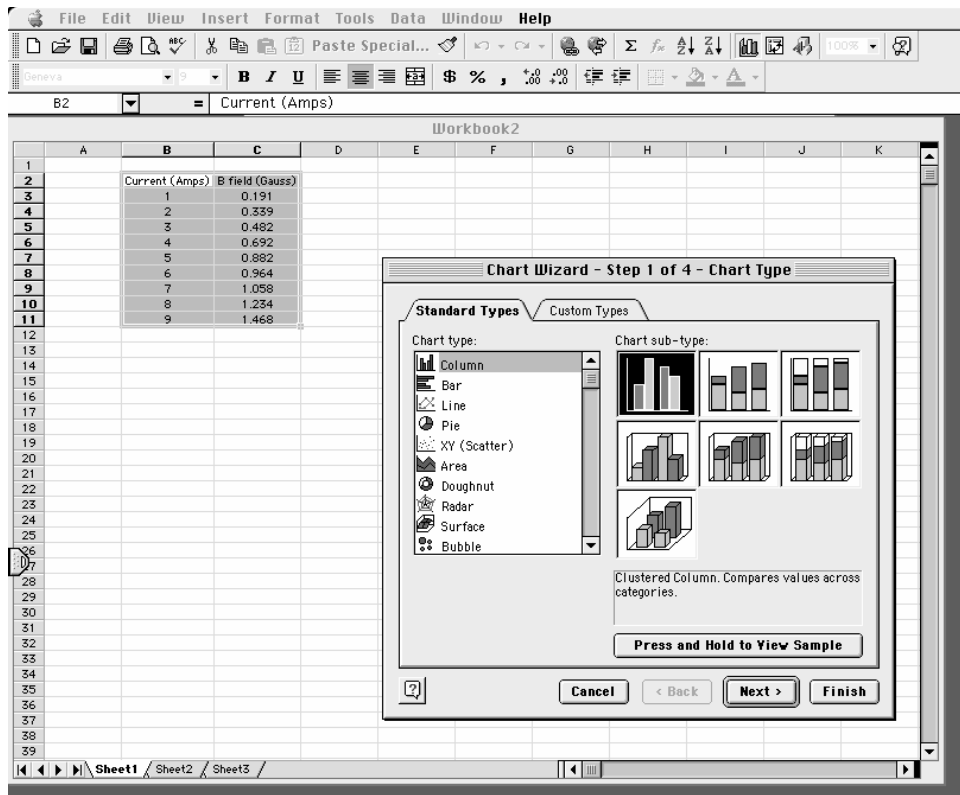 File Edit View Insert Format Tools Data Window Help
Paste Special... Σ 100%
Geneva 9 B I U $ % ,
B2 = Current (Amps)
Workbook2
A B C D E F G H I J K
1
2 Current (Amps) B field (Gauss)
3 1 0.191
4 2 0.339
5 3 0.482
6 4 0.692
7 5 0.882
8 6 0.964
9 7 1.058
10 8 1.234
11 9 1.468
12
13
14
15
16
17
18
19
20
21
22
23
24
25
26
27
28
29
30
31
32
33
34
35
36
37
38
39
Chart Wizard - Step 1 of 4 - Chart Type
Standard Types Custom Types
Chart type: Chart sub-type:
Column
Bar
Line
Pie
XY (Scatter)
Area
Doughnut
Radar
Surface
Bubble
Clustered Column. Compares values across
categories.
Press and Hold to View Sample
Cancel < Back Next > Finish
Sheet1 Sheet2 Sheet3